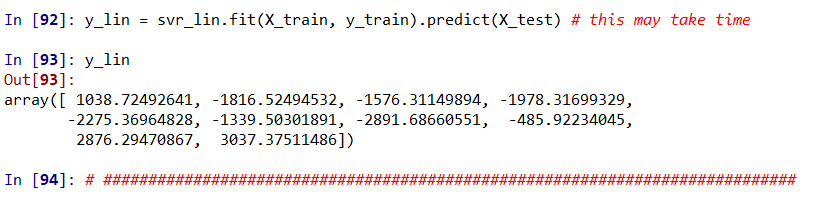 In [92]: y_lin = svr_lin.fit(X_train, y_train).predict(X_test) # this may take time
In [93]: y_lin
Out[93]:
array([ 1038.72492641, -1816.52494532, -1576.31149894, -1978.31699329,
-2275.36964828, -1339.50301891, -2891.68660551, -485.92234045,
2876.29470867, 3037.37511486])
In [94]: # #############################################################################